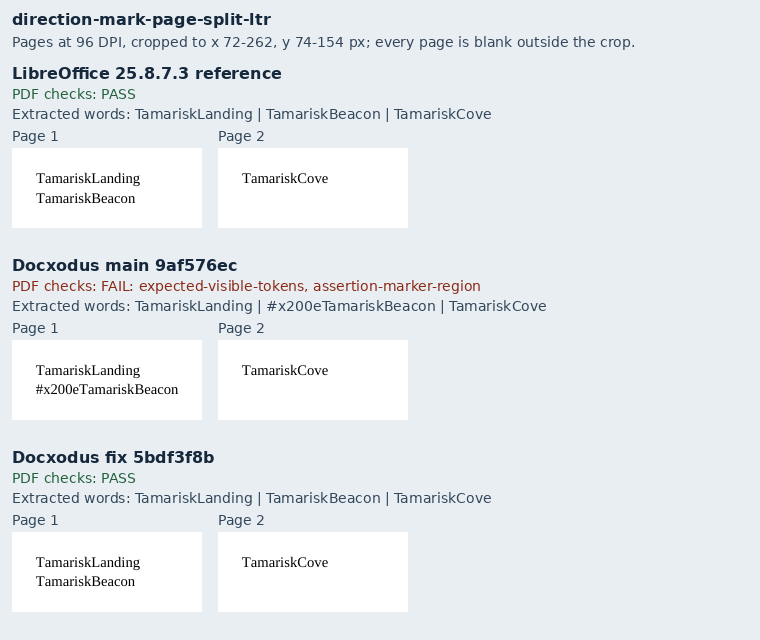 direction-mark-page-split-ltr
Pages at 96 DPI, cropped to x 72-262, y 74-154 px; every page is blank outside the crop.
LibreOffice 25.8.7.3 reference
PDF checks: PASS
Extracted words: TamariskLanding | TamariskBeacon | TamariskCove
Page 1
Page 2
TamariskLanding
TamariskBeacon
TamariskCove
Docxodus main 9af576ec
PDF checks: FAIL: expected-visible-tokens, assertion-marker-region
Extracted words: TamariskLanding | #x200eTamariskBeacon | TamariskCove
Page 1
Page 2
TamariskLanding
#x200eTamariskBeacon
TamariskCove
Docxodus fix 5bdf3f8b
PDF checks: PASS
Extracted words: TamariskLanding | TamariskBeacon | TamariskCove
Page 1
Page 2
TamariskLanding
TamariskBeacon
TamariskCove